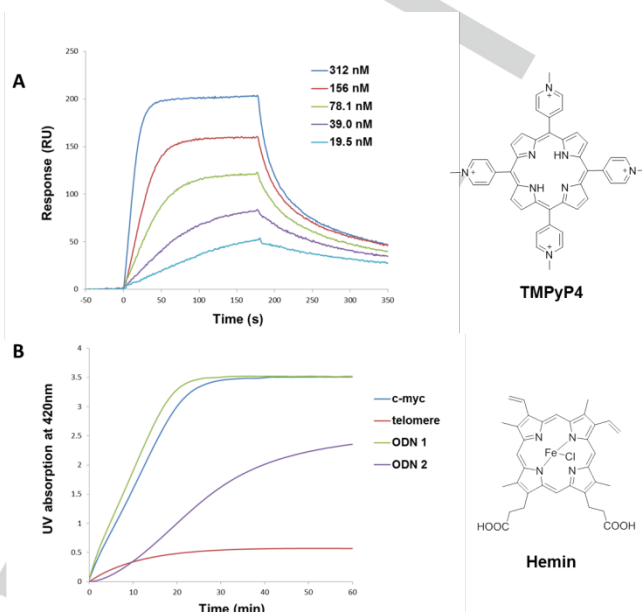 A
250
200
150
100
50
0
-50
0
50
100
150
200
250
300
350
Response (RU)
Time (s)
312 nM
156 nM
78.1 nM
39.0 nM
19.5 nM
N
+
N
HN
N
+
NH
N
N
+
N
+
TMPyP4
B
4
3.5
3
2.5
2
1.5
1
0.5
0
0
10
20
30
40
50
60
UV absorption at 420nm
Time (min)
c-myc
telomere
ODN 1
ODN 2
N
N
Fe
Cl
N
N
HOOC
COOH
Hemin